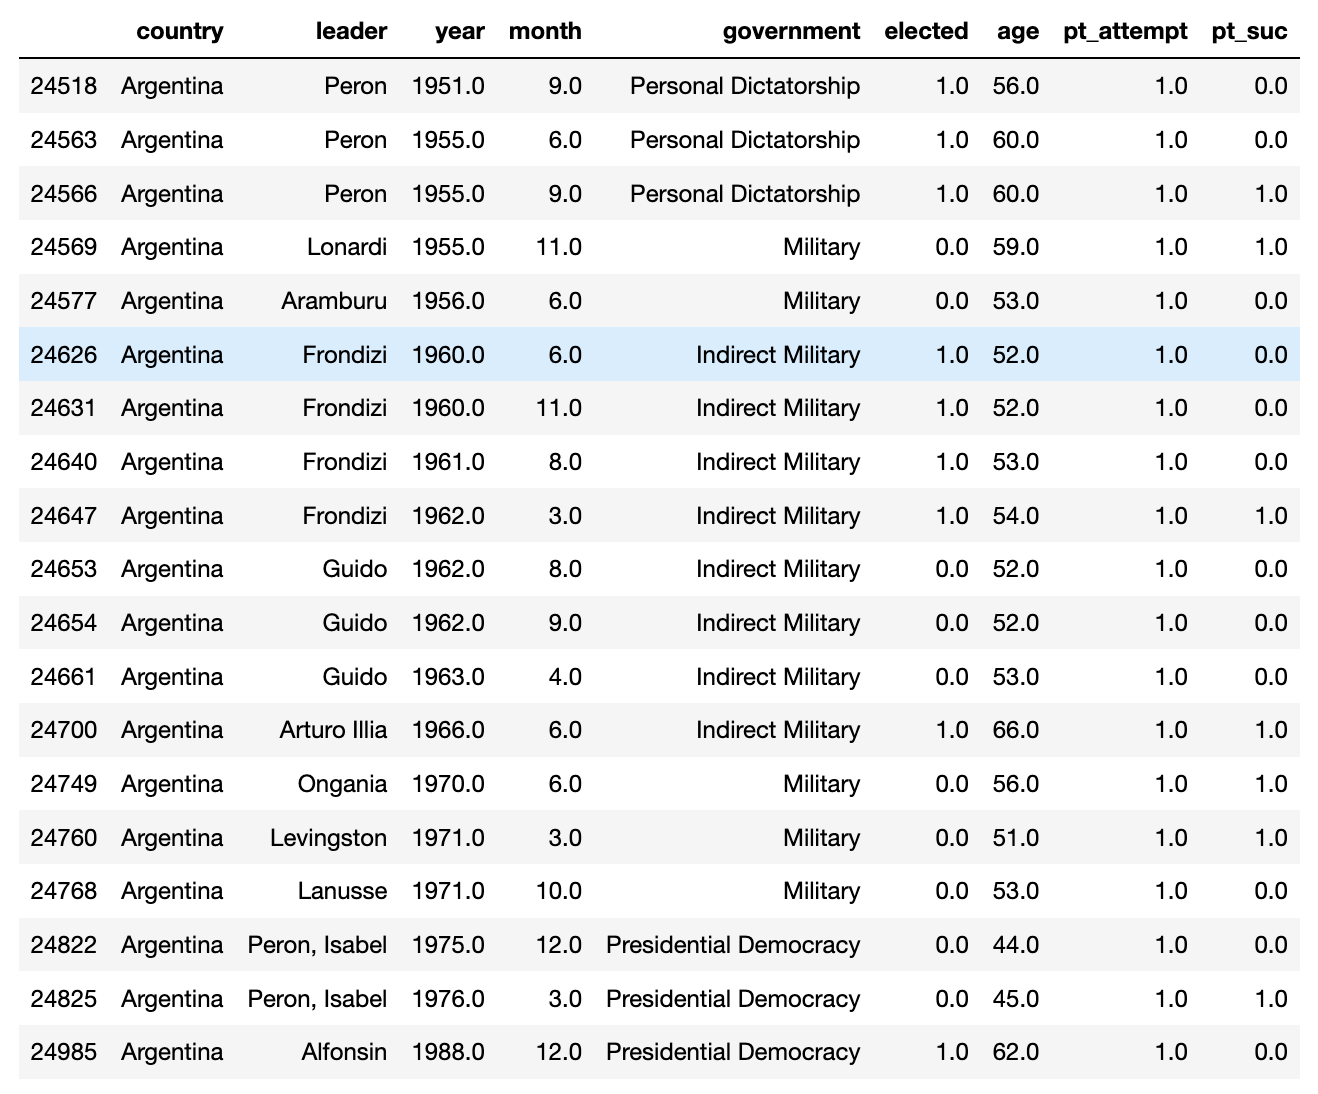 country leader year month government elected age pt_attempt pt_suc
24518 Argentina Peron 1951.0 9.0 Personal Dictatorship 1.0 56.0 1.0 0.0
24563 Argentina Peron 1955.0 6.0 Personal Dictatorship 1.0 60.0 1.0 0.0
24566 Argentina Peron 1955.0 9.0 Personal Dictatorship 1.0 60.0 1.0 1.0
24569 Argentina Lonardi 1955.0 11.0 Military 0.0 59.0 1.0 1.0
24577 Argentina Aramburu 1956.0 6.0 Military 0.0 53.0 1.0 0.0
24626 Argentina Frondizi 1960.0 6.0 Indirect Military 1.0 52.0 1.0 0.0
24631 Argentina Frondizi 1960.0 11.0 Indirect Military 1.0 52.0 1.0 0.0
24640 Argentina Frondizi 1961.0 8.0 Indirect Military 1.0 53.0 1.0 0.0
24647 Argentina Frondizi 1962.0 3.0 Indirect Military 1.0 54.0 1.0 1.0
24653 Argentina Guido 1962.0 8.0 Indirect Military 0.0 52.0 1.0 0.0
24654 Argentina Guido 1962.0 9.0 Indirect Military 0.0 52.0 1.0 0.0
24661 Argentina Guido 1963.0 4.0 Indirect Military 0.0 53.0 1.0 0.0
24700 Argentina Arturo Illia 1966.0 6.0 Indirect Military 1.0 66.0 1.0 1.0
24749 Argentina Ongania 1970.0 6.0 Military 0.0 56.0 1.0 1.0
24760 Argentina Levingston 1971.0 3.0 Military 0.0 51.0 1.0 1.0
24768 Argentina Lanusse 1971.0 10.0 Military 0.0 53.0 1.0 0.0
24822 Argentina Peron, Isabel 1975.0 12.0 Presidential Democracy 0.0 44.0 1.0 0.0
24825 Argentina Peron, Isabel 1976.0 3.0 Presidential Democracy 0.0 45.0 1.0 1.0
24985 Argentina Alfonsin 1988.0 12.0 Presidential Democracy 1.0 62.0 1.0 0.0